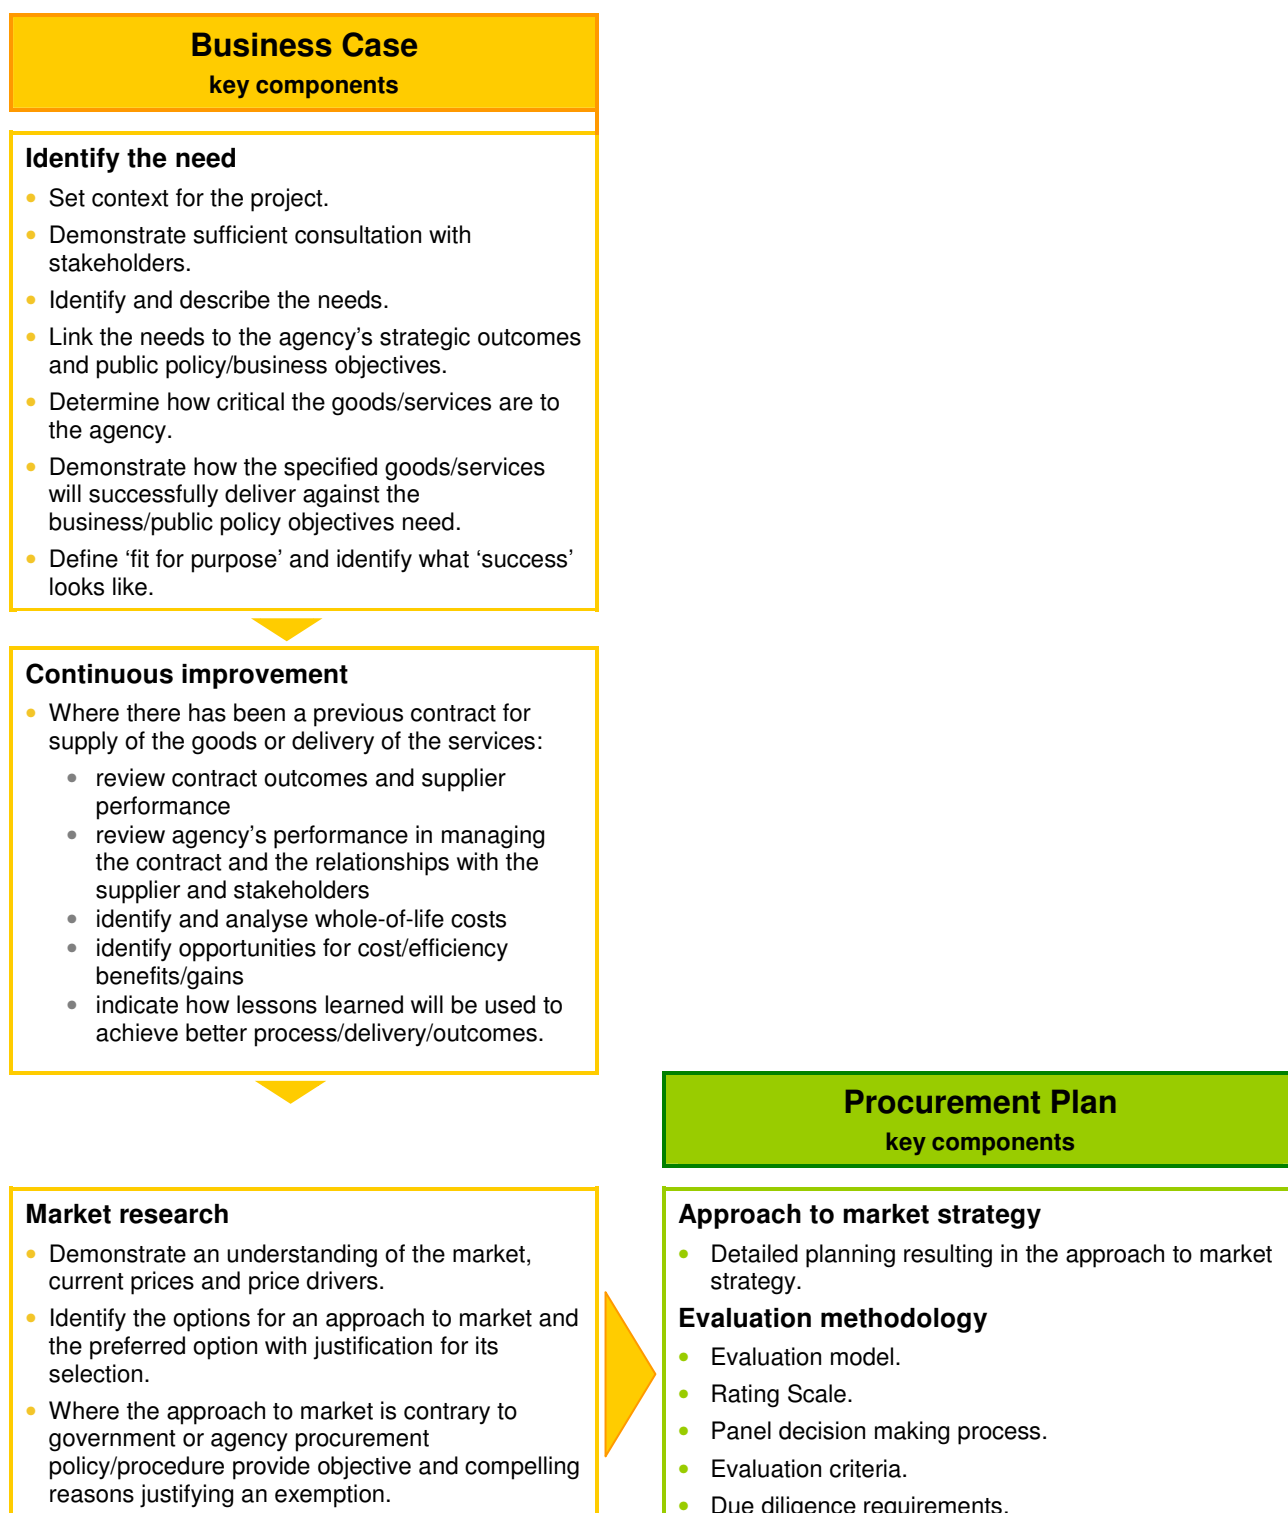 Business Case
key components
Identify the need
• Set context for the project.
• Demonstrate sufficient consultation with
stakeholders.
• Identify and describe the needs.
• Link the needs to the agency’s strategic outcomes
and public policy/business objectives.
• Determine how critical the goods/services are to
the agency.
• Demonstrate how the specified goods/services
will successfully deliver against the
business/public policy objectives need.
• Define ‘fit for purpose’ and identify what ‘success’
looks like.
Continuous improvement
• Where there has been a previous contract for
supply of the goods or delivery of the services:
• review contract outcomes and supplier
performance
• review agency’s performance in managing
the contract and the relationships with the
supplier and stakeholders
• identify and analyse whole-of-life costs
• identify opportunities for cost/efficiency
benefits/gains
• indicate how lessons learned will be used to
achieve better process/delivery/outcomes.
Procurement Plan
key components
Market research
• Demonstrate an understanding of the market,
current prices and price drivers.
• Identify the options for an approach to market and
the preferred option with justification for its
selection.
• Where the approach to market is contrary to
government or agency procurement
policy/procedure provide objective and compelling
reasons justifying an exemption.
Approach to market strategy
• Detailed planning resulting in the approach to market
strategy.
Evaluation methodology
• Evaluation model.
• Rating Scale.
• Panel decision making process.
• Evaluation criteria.
• Due diligence requirements.